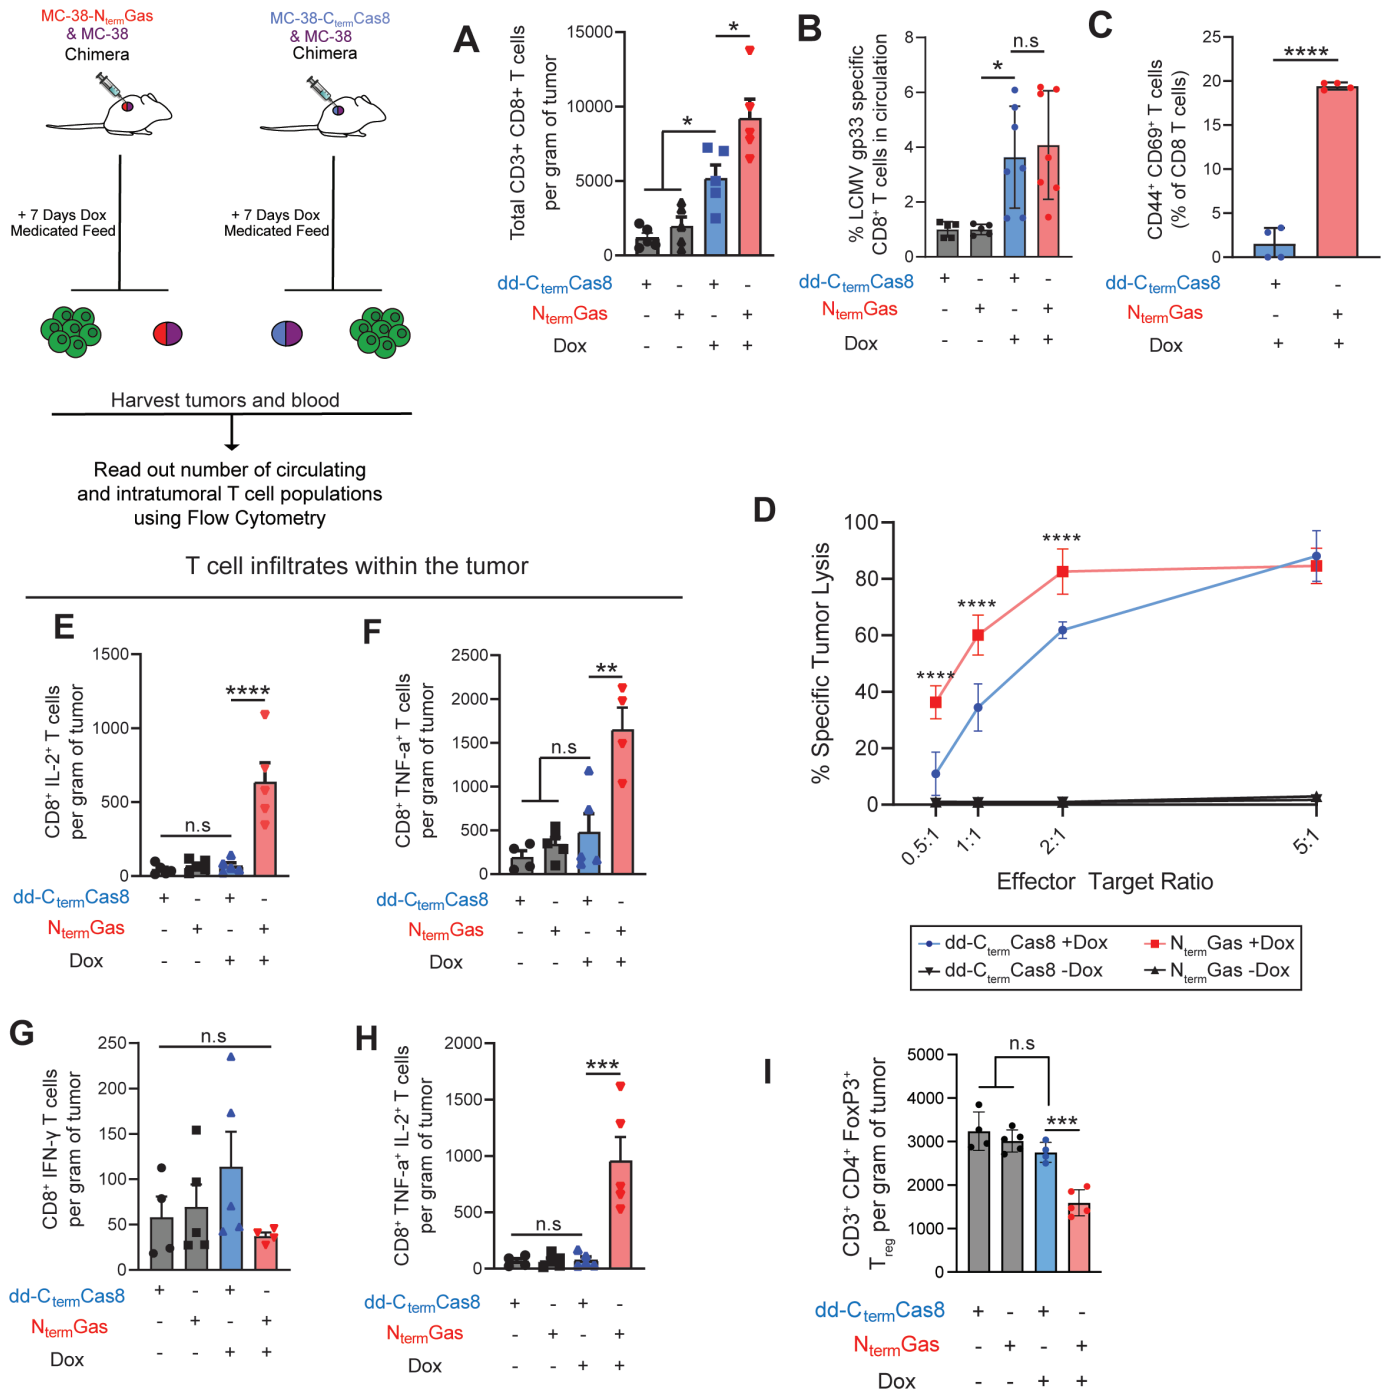 MC-38-NtermGas
& MC-38
Chimera
MC-38-CtermCas8
& MC-38
Chimera
+ 7 Days Dox
Medicated Feed
+ 7 Days Dox
Medicated Feed
Harvest tumors and blood
Read out number of circulating
and intratumoral T cell populations
using Flow Cytometry
A
Total CD3+ CD8+ T cells
per gram of tumor
15000
10000
5000
0
*
*
dd-CtermCas8 + - + -
NtermGas - + - +
Dox - - + +
B
% LCMV gp33 specific
CD8+ T cells in circulation
8
6
4
2
0
*
n.s
dd-CtermCas8 + - + -
NtermGas - + - +
Dox - - + +
C
CD44+ CD69+ T cells
(% of CD8 T cells)
25
20
15
10
5
0
****
dd-CtermCas8 + -
NtermGas - +
Dox + +
D
% Specific Tumor Lysis
100
80
60
40
20
0
****
****
****
0.5:1 1:1 2:1 5:1
Effector Target Ratio
dd-CtermCas8 +Dox NtermGas +Dox
dd-CtermCas8 -Dox NtermGas -Dox
T cell infiltrates within the tumor
E
CD8+ IL-2+ T cells
per gram of tumor
1500
1000
500
0
n.s
****
dd-CtermCas8 + - + -
NtermGas - + - +
Dox - - + +
F
CD8+ TNF-a+ T cells
per gram of tumor
2500
2000
1500
1000
500
0
n.s
**
dd-CtermCas8 + - + -
NtermGas - + - +
Dox - - + +
G
CD8+ IFN-γ T cells
per gram of tumor
250
200
150
100
50
0
n.s
dd-CtermCas8 + - + -
NtermGas - + - +
Dox - - + +
H
CD8+ TNF-a+ IL-2+ T cells
per gram of tumor
2000
1500
1000
500
0
n.s
***
dd-CtermCas8 + - + -
NtermGas - + - +
Dox - - + +
I
CD3+ CD4+ FoxP3+
Treg per gram of tumor
5000
4000
3000
2000
1000
0
n.s
***
dd-CtermCas8 + - + -
NtermGas - + - +
Dox - - + +